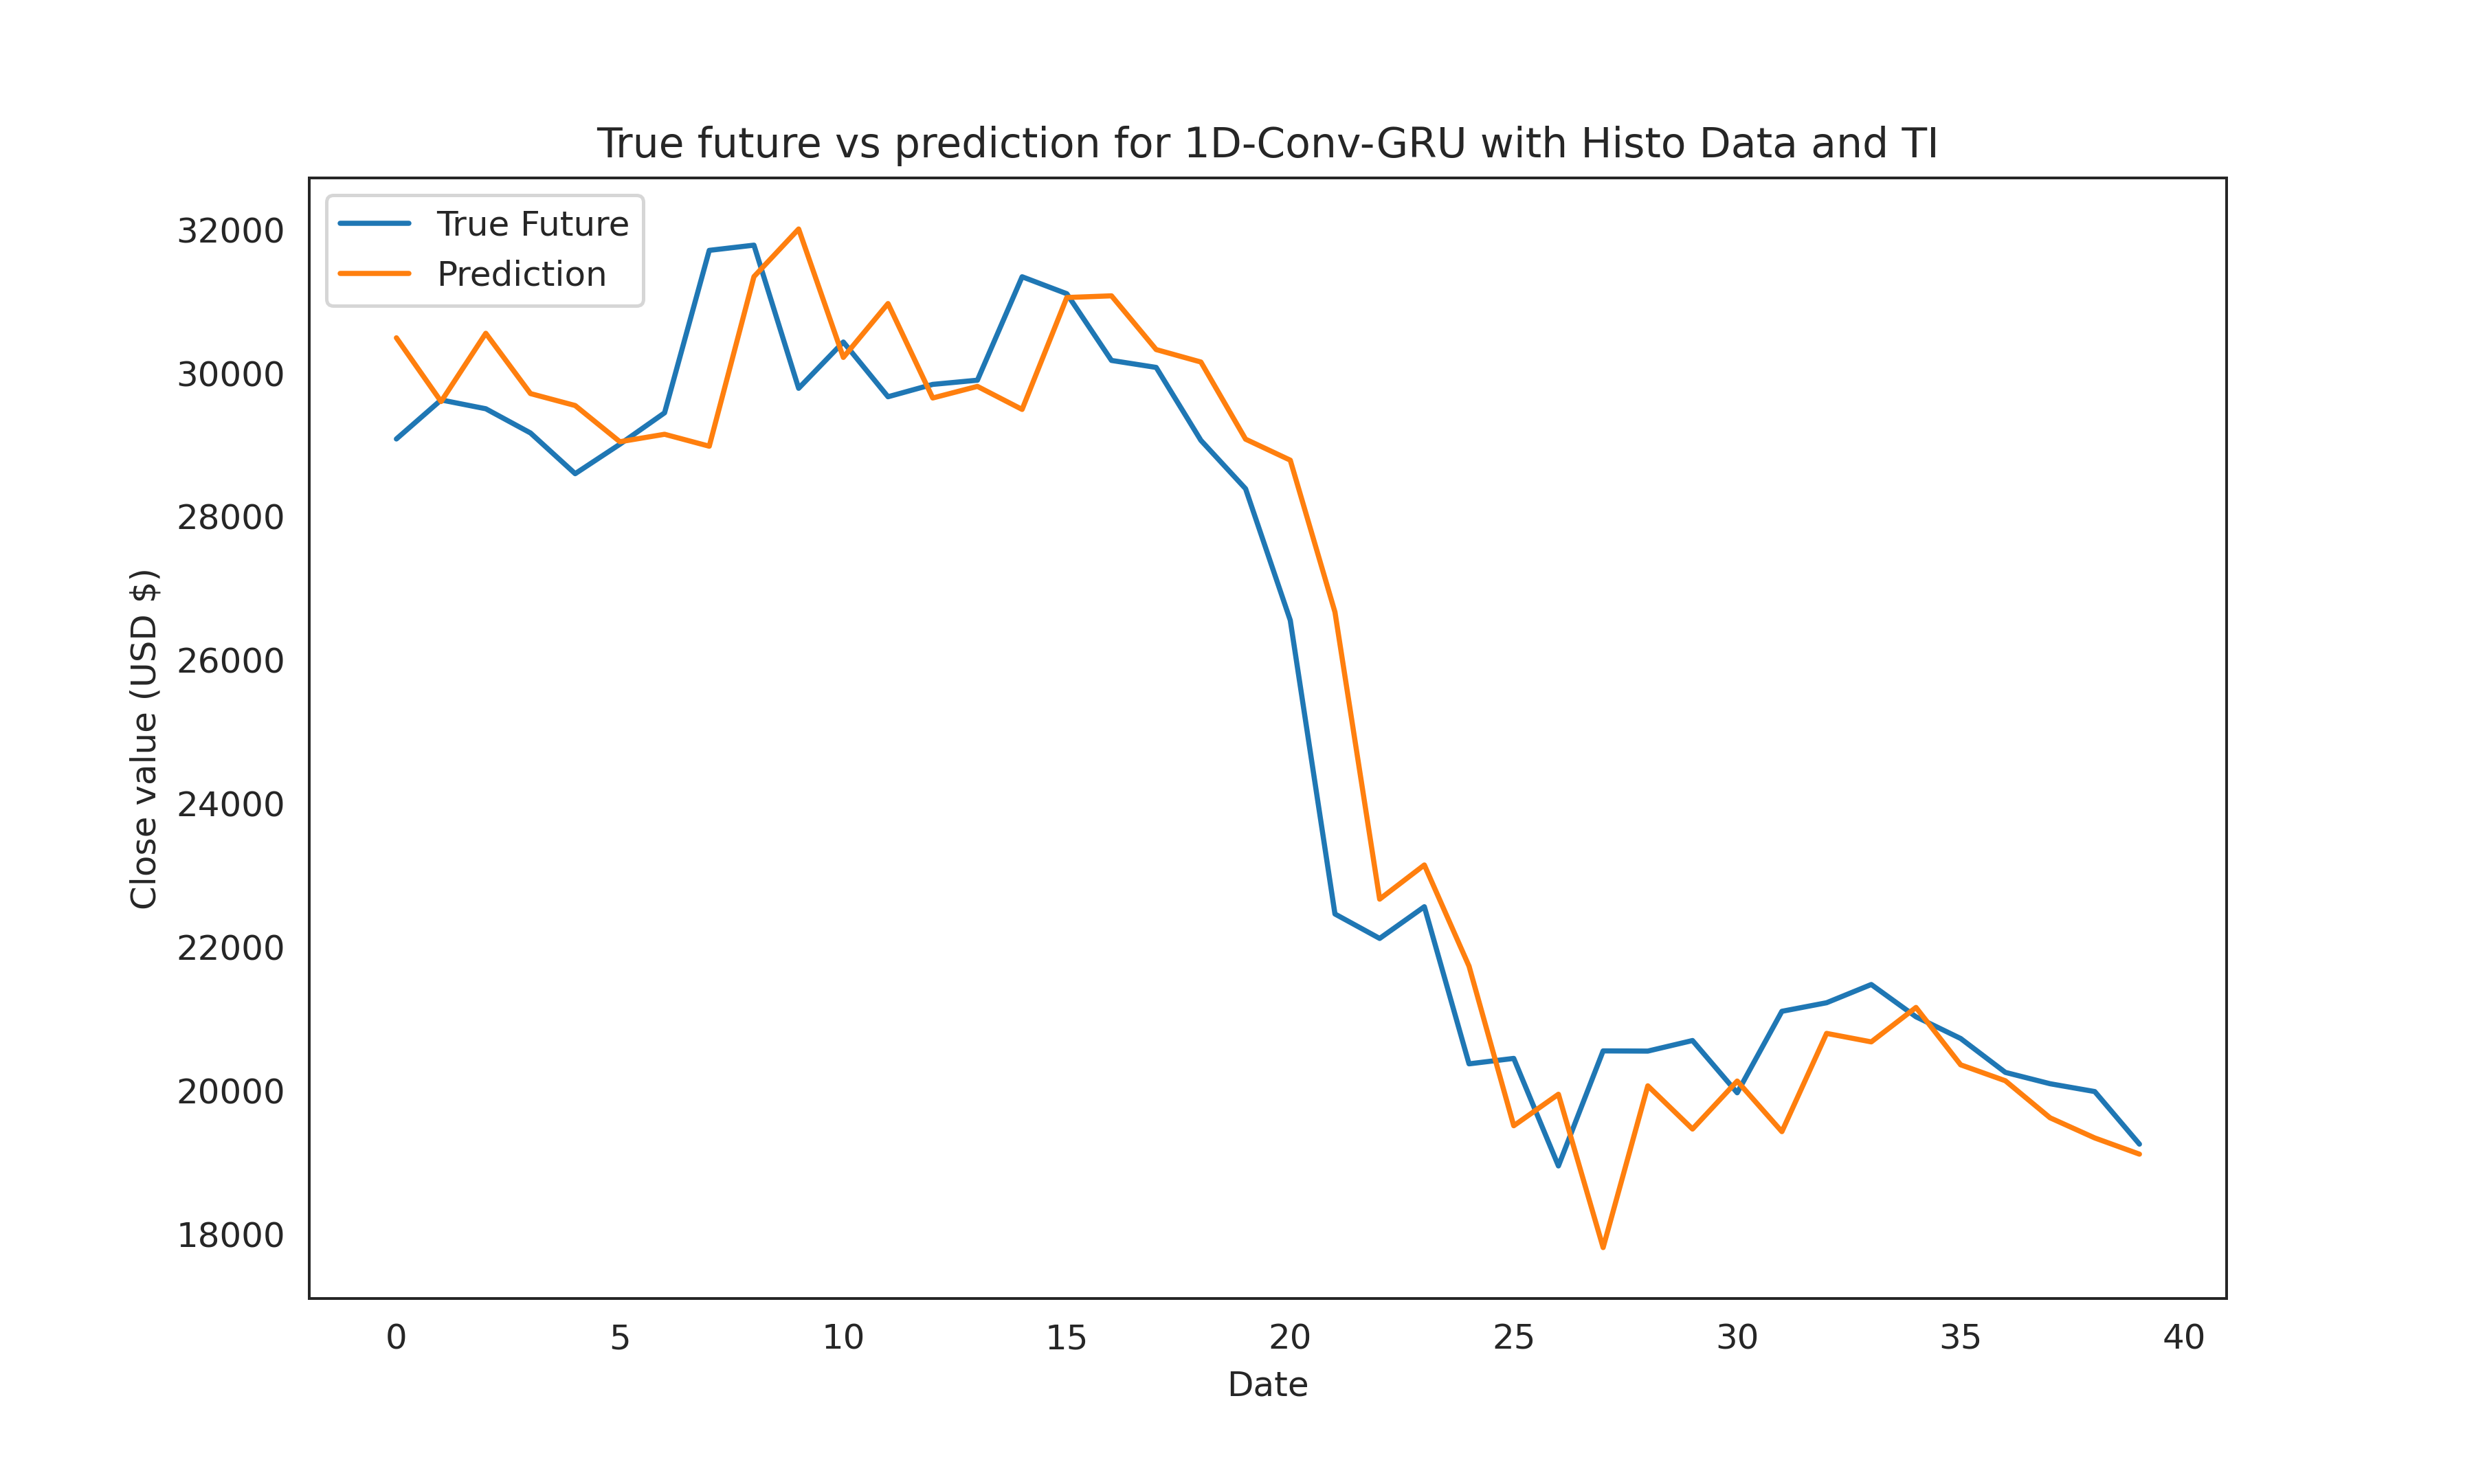 True future vs prediction for 1D-Conv-GRU with Histo Data and TI
True Future
Prediction
32000
30000
28000
26000
24000
22000
20000
18000
Close value (USD $)
0 5 10 15 20 25 30 35 40
Date